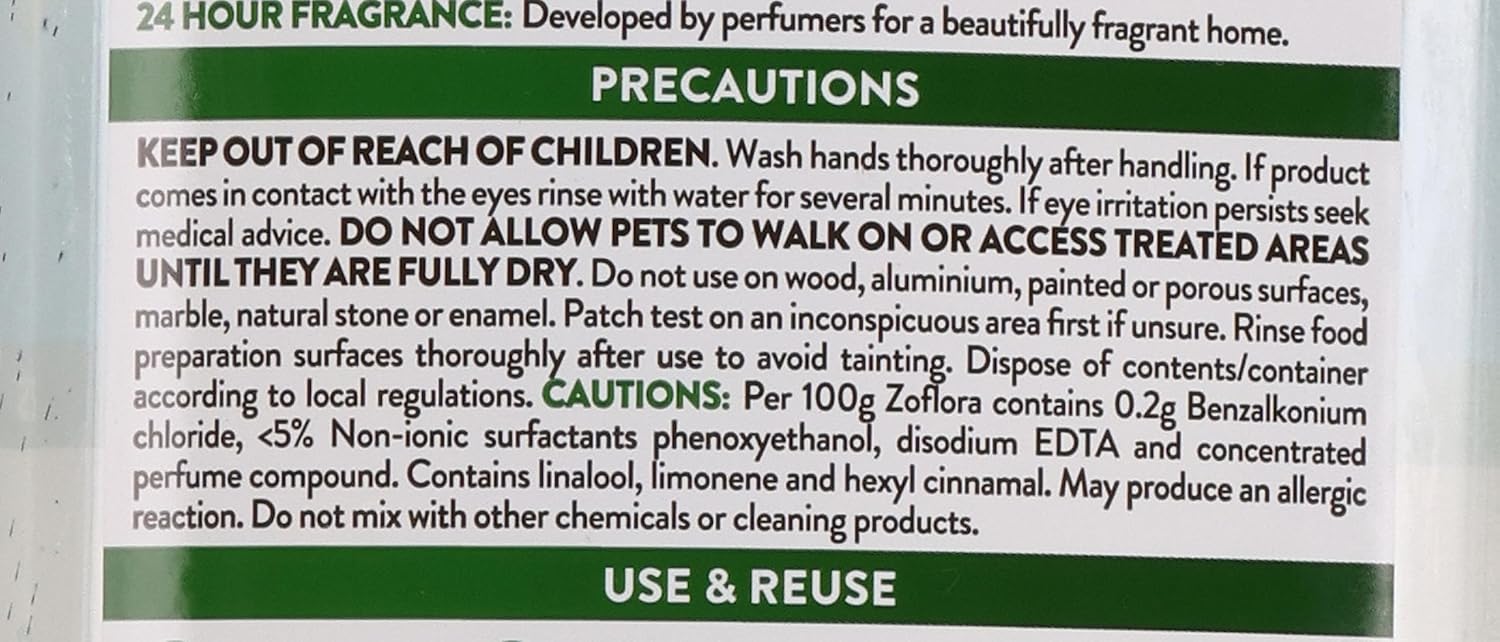 24 HOUR FRAGRANCE: Developed by perfumers for a beautifully fragrant home.
PRECAUTIONS
KEEP OUT OF REACH OF CHILDREN. Wash hands thoroughly after handling. If product
comes in contact with the eyes rinse with water for several minutes. If eye irritation persists seek
medical advice. DO NOT ALLOW PETS TO WALK ON OR ACCESS TREATED AREAS
UNTIL THEY ARE FULLY DRY. Do not use on wood, aluminium, painted or porous surfaces,
marble, natural stone or enamel. Patch test on an inconspicuous area first if unsure. Rinse food
preparation surfaces thoroughly after use to avoid tainting. Dispose of contents/container
according to local regulations. CAUTIONS: Per 100g Zoflora contains 0.2g Benzalkonium
chloride, <5% Non-ionic surfactants phenoxyethanol, disodium EDTA and concentrated
perfume compound. Contains linalool, limonene and hexyl cinnamal. May produce an allergic
reaction. Do not mix with other chemicals or cleaning products.
USE & REUSE